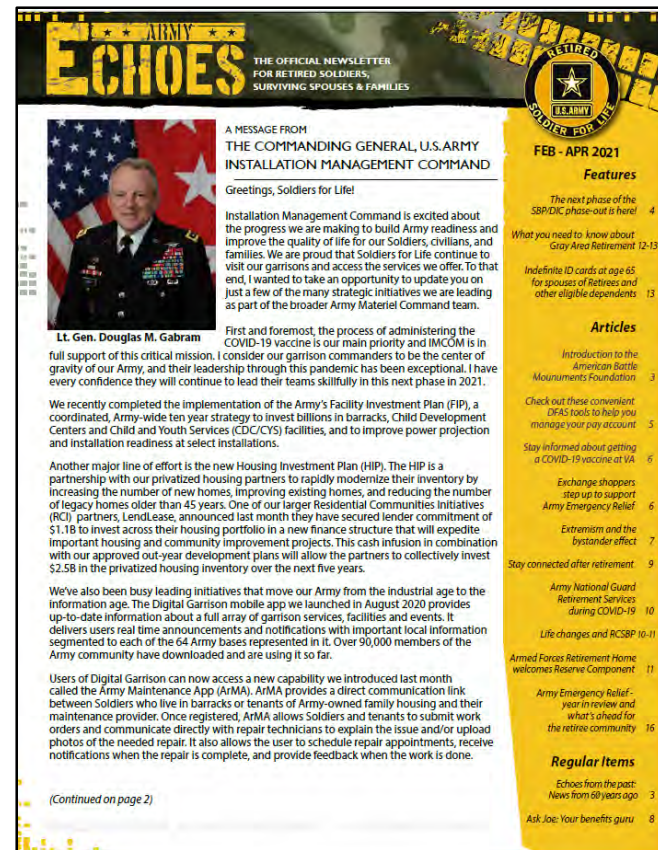 ★ ★ ARMY ★ ★
ECHOES
THE OFFICIAL NEWSLETTER
FOR RETIRED SOLDIERS,
SURVIVING SPOUSES & FAMILIES
RETIRED
U.S.ARMY
SOLDIER FOR LIFE
A MESSAGE FROM
THE COMMANDING GENERAL, U.S.ARMY
INSTALLATION MANAGEMENT COMMAND
Greetings, Soldiers for Life!
Installation Management Command is excited about
the progress we are making to build Army readiness and
improve the quality of life for our Soldiers, civilians, and
families. We are proud that Soldiers for Life continue to
visit our garrisons and access the services we offer. To that
end, I wanted to take an opportunity to update you on
just a few of the many strategic initiatives we are leading
as part of the broader Army Materiel Command team.
Lt. Gen. Douglas M. Gabram
First and foremost, the process of administering the
COVID-19 vaccine is our main priority and IMCOM is in
full support of this critical mission. I consider our garrison commanders to be the center of
gravity of our Army, and their leadership through this pandemic has been exceptional. I have
every confidence they will continue to lead their teams skillfully in this next phase in 2021.
We recently completed the implementation of the Army's Facility Investment Plan (FIP), a
coordinated, Army-wide ten year strategy to invest billions in barracks, Child Development
Centers and Child and Youth Services (CDC/CYS) facilities, and to improve power projection
and installation readiness at select installations.
Another major line of effort is the new Housing Investment Plan (HIP). The HIP is a
partnership with our privatized housing partners to rapidly modernize their inventory by
increasing the number of new homes, improving existing homes, and reducing the number
of legacy homes older than 45 years. One of our larger Residential Communities Initiatives
(RCI) partners, LendLease, announced last month they have secured lender commitment of
$1.1B to invest across their housing portfolio in a new finance structure that will expedite
important housing and community improvement projects. This cash infusion in combination
with our approved out-year development plans will allow the partners to collectively invest
$2.5B in the privatized housing inventory over the next five years.
We've also been busy leading initiatives that move our Army from the industrial age to the
information age. The Digital Garrison mobile app we launched in August 2020 provides
up-to-date information about a full array of garrison services, facilities and events. It
delivers users real time announcements and notifications with important local information
segmented to each of the 64 Army bases represented in it. Over 90,000 members of the
Army community have downloaded and are using it so far.
Users of Digital Garrison can now access a new capability we introduced last month
called the Army Maintenance App (ArMA). ArMA provides a direct communication link
between Soldiers who live in barracks or tenants of Army-owned family housing and their
maintenance provider. Once registered, ArMA allows Soldiers and tenants to submit work
orders and communicate directly with repair technicians to explain the issue and/or upload
photos of the needed repair. It also allows the user to schedule repair appointments, receive
notifications when the repair is complete, and provide feedback when the work is done.
(Continued on page 2)
FEB - APR 2021
Features
The next phase of the
SBP/DIC phase-out is here! 4
What you need to know about
Gray Area Retirement 12-13
Indefinite ID cards at age 65
for spouses of Retirees and
other eligible dependents 13
Articles
Introduction to the
American Battle
Mounuments Foundation 3
Check out these convenient
DFAS tools to help you
manage your pay account 5
Stay informed about getting
a COVID-19 vaccine at VA 6
Exchange shoppers
step up to support
Army Emergency Relief 6
Extremism and the
bystander effect 7
Stay connected after retirement 9
Army National Guard
Retirement Services
during COVID-19 10
Life changes and RCSBP 10-11
Armed Forces Retirement Home
welcomes Reserve Component 11
Army Emergency Relief -
year in review and
what's ahead for
the retiree community 16
Regular Items
Echoes from the past:
News from 60 years ago 3
Ask Joe: Your benefits guru 8